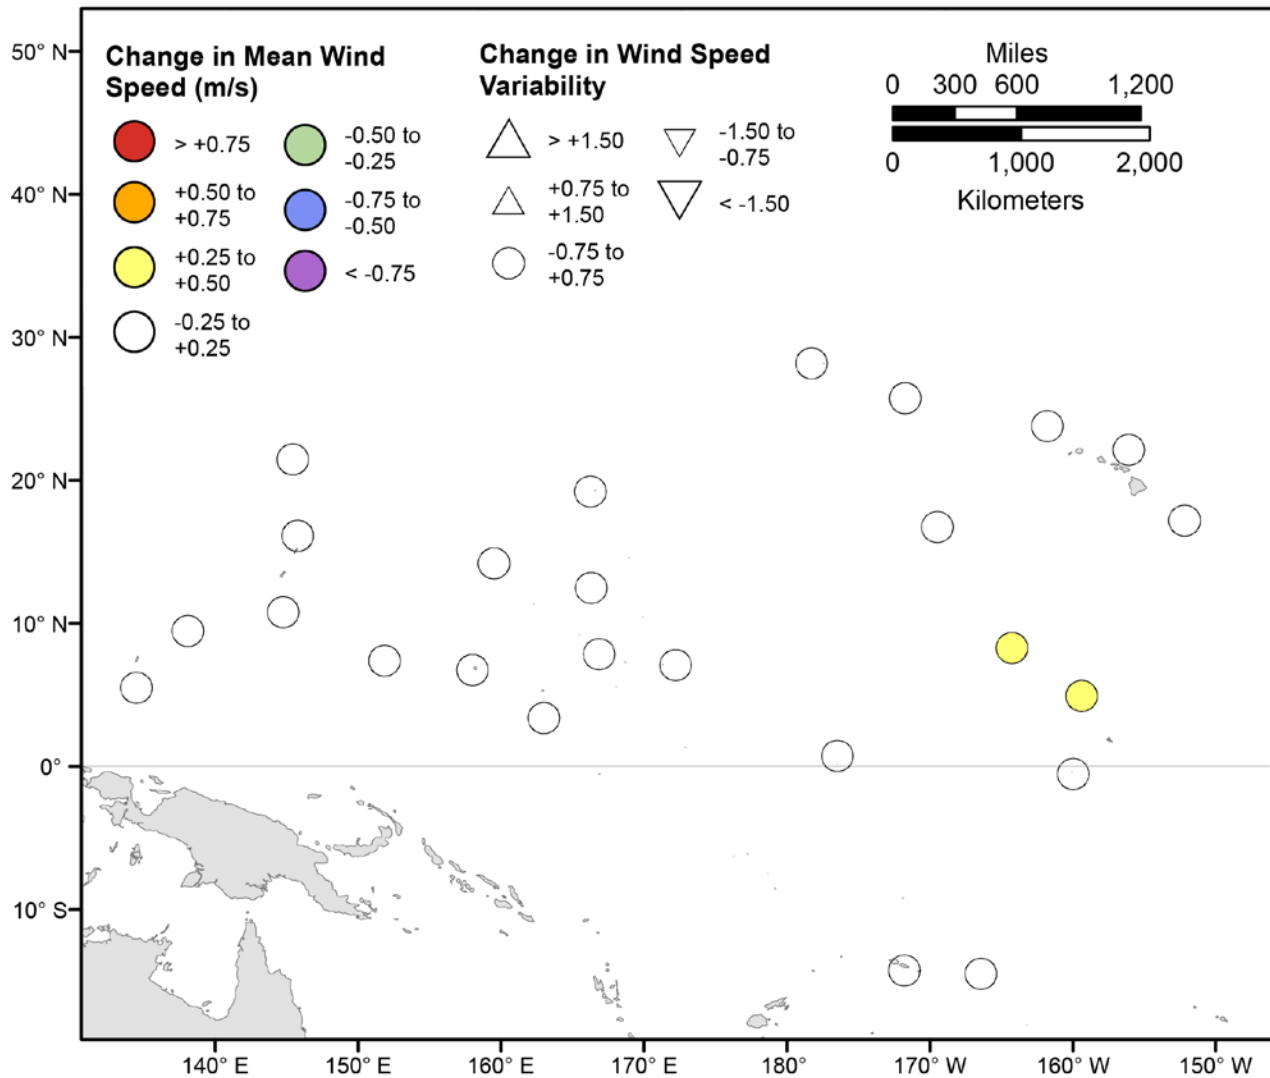 Change in Mean Wind
Speed (m/s)
> +0.75
+0.50 to
+0.75
+0.25 to
+0.50
-0.25 to
+0.25
-0.50 to
-0.25
-0.75 to
-0.50
< -0.75
Change in Wind Speed
Variability
> +1.50
+0.75 to
+1.50
-0.75 to
+0.75
-1.50 to
-0.75
< -1.50
Miles
0 300 600 1,200
0 1,000 2,000
Kilometers
50° N
40° N
30° N
20° N
10° N
0°
10° S
140° E 150° E 160° E 170° E 180° 170° W 160° W 150° W